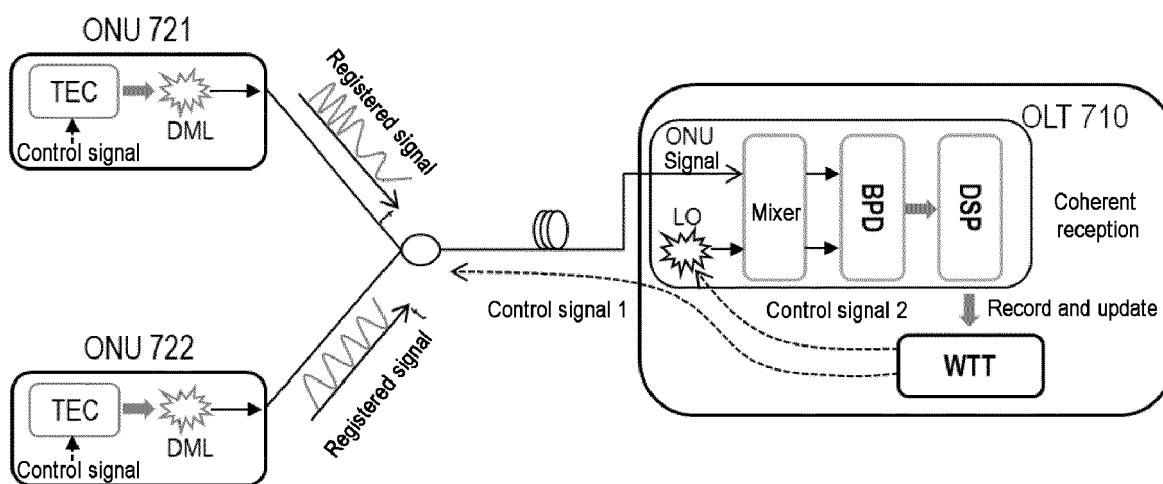 ONU 721
TEC
DML
Control signal
Registered signal
t
ONU 722
TEC
DML
Control signal
Registered signal
t
OLT 710
ONU
Signal
LO
Mixer
BPD
DSP
Coherent
reception
Control signal 1
Control signal 2
Record and update
WTT